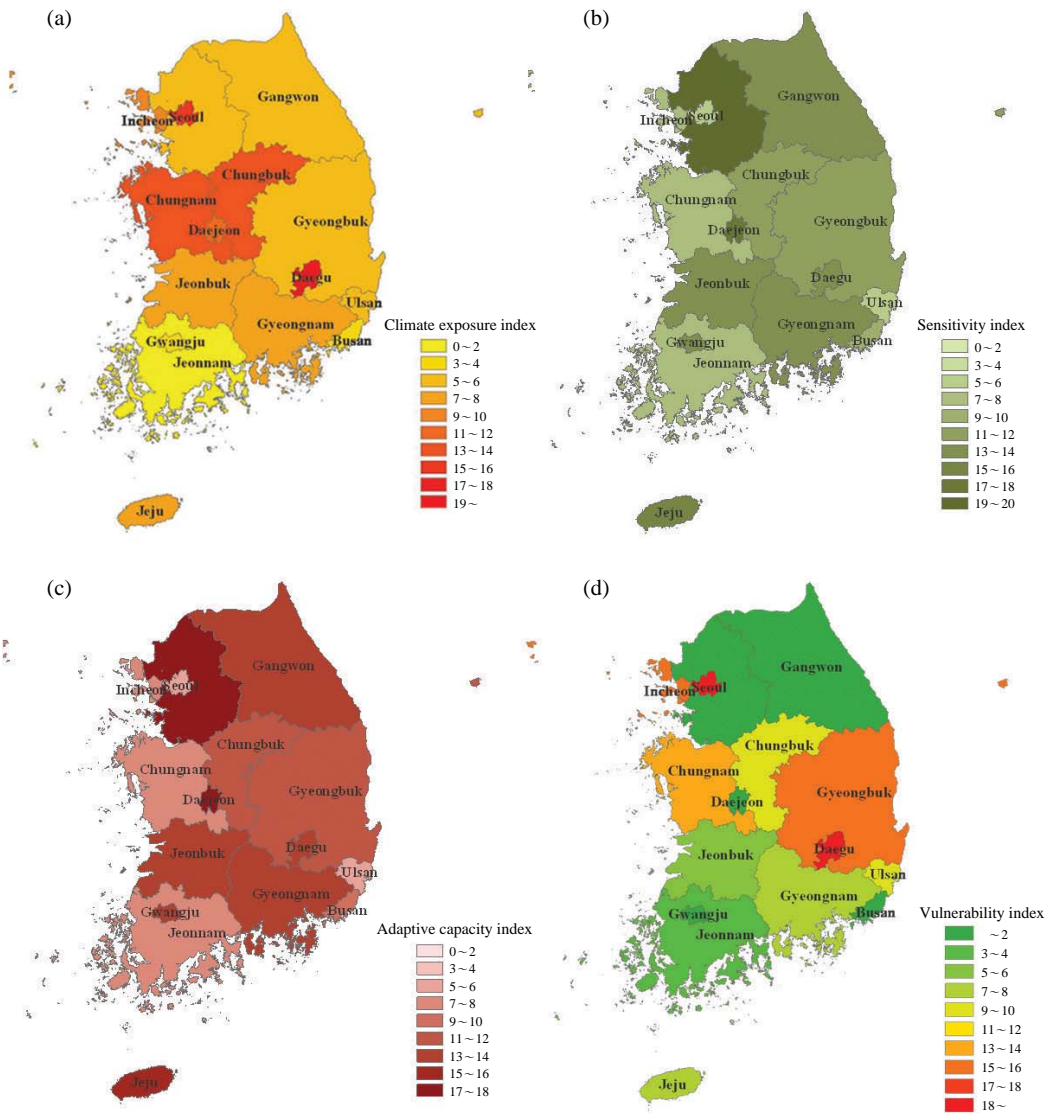 (a)
Gangwon
Incheon
Seoul
Chungbuk
Chungnam
Gyeongbuk
Daejeon
Daegu
Jeonbuk
Ulsan
Gyeongnam
Busan
Gwangju
Jeonnam
Jeju
Climate exposure index
0~2
3~4
5~6
7~8
9~10
11~12
13~14
15~16
17~18
19~
(b)
Gangwon
Incheon
Seoul
Chungbuk
Chungnam
Gyeongbuk
Daejeon
Daegu
Jeonbuk
Ulsan
Gyeongnam
Busan
Gwangju
Jeonnam
Jeju
Sensitivity index
0~2
3~4
5~6
7~8
9~10
11~12
13~14
15~16
17~18
19~20
(c)
Gangwon
Incheon
Seoul
Chungbuk
Chungnam
Gyeongbuk
Daejeon
Daegu
Jeonbuk
Ulsan
Gyeongnam
Busan
Gwangju
Jeonnam
Jeju
Adaptive capacity index
0~2
3~4
5~6
7~8
9~10
11~12
13~14
15~16
17~18
(d)
Gangwon
Incheon
Seoul
Chungbuk
Chungnam
Gyeongbuk
Daejeon
Daegu
Jeonbuk
Ulsan
Gyeongnam
Busan
Gwangju
Jeonnam
Jeju
Vulnerability index
~2
3~4
5~6
7~8
9~10
11~12
13~14
15~16
17~18
18~